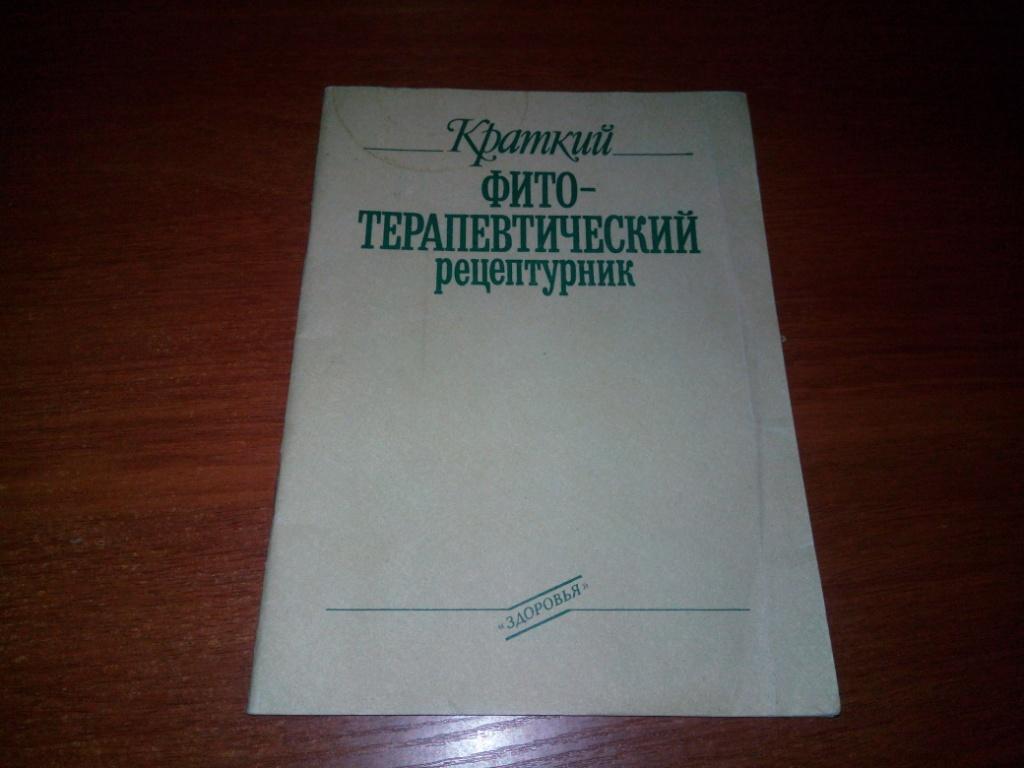 Краткий
ФИТО-
ТЕРАПЕВТИЧЕСКИЙ
рецептурник
«ЗДОРОВЬЯ»